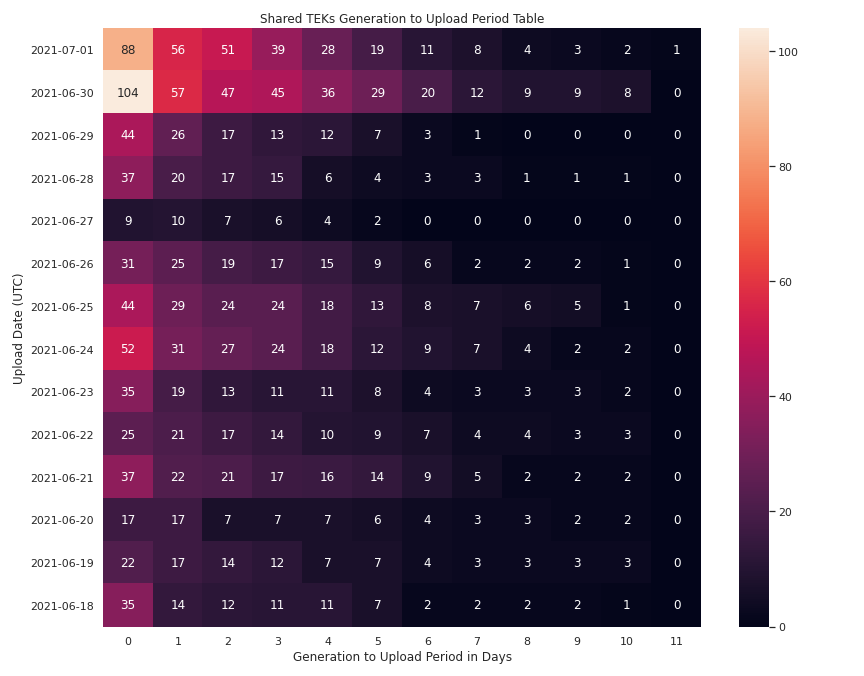 Shared TEKs Generation to Upload Period Table
Upload Date (UTC)
2021-07-01 88 56 51 39 28 19 11 8 4 3 2 1
2021-06-30 104 57 47 45 36 29 20 12 9 9 8 0
2021-06-29 44 26 17 13 12 7 3 1 0 0 0 0
2021-06-28 37 20 17 15 6 4 3 3 1 1 1 0
2021-06-27 9 10 7 6 4 2 0 0 0 0 0 0
2021-06-26 31 25 19 17 15 9 6 2 2 2 1 0
2021-06-25 44 29 24 24 18 13 8 7 6 5 1 0
2021-06-24 52 31 27 24 18 12 9 7 4 2 2 0
2021-06-23 35 19 13 11 11 8 4 3 3 3 2 0
2021-06-22 25 21 17 14 10 9 7 4 4 3 3 0
2021-06-21 37 22 21 17 16 14 9 5 2 2 2 0
2021-06-20 17 17 7 7 7 6 4 3 3 2 2 0
2021-06-19 22 17 14 12 7 7 4 3 3 3 3 0
2021-06-18 35 14 12 11 11 7 2 2 2 2 1 0
0 1 2 3 4 5 6 7 8 9 10 11
Generation to Upload Period in Days
100
80
60
40
20
0